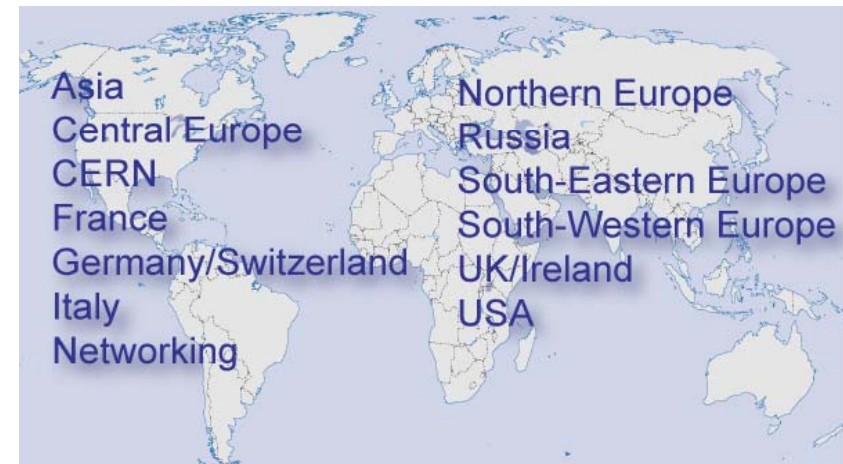 Asia
Central Europe
CERN
France
Germany/Switzerland
Italy
Networking
Northern Europe
Russia
South-Eastern Europe
South-Western Europe
UK/Ireland
USA